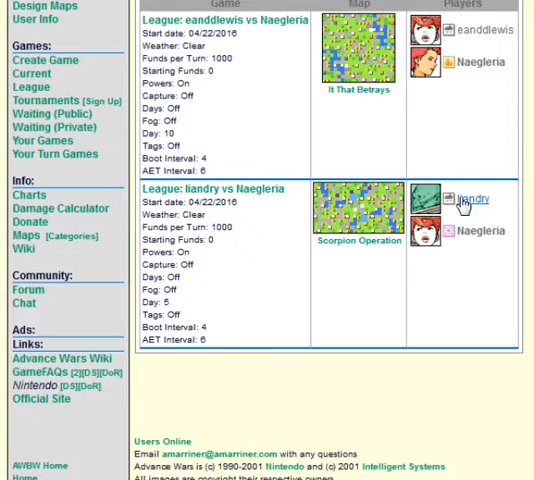 Design Maps
User Info
Games:
Create Game
Current
League
Tournaments [Sign Up]
Waiting (Public)
Waiting (Private)
Your Games
Your Turn Games
Info:
Charts
Damage Calculator
Donate
Maps [Categories]
Wiki
Community:
Forum
Chat
Ads:
Links:
Advance Wars Wiki
GameFAQs [2][DS][DoR]
Nintendo [DS][DoR]
Official Site
AWBW Home
Home
Game Map Players
League: eanddlewis vs Naegleria
Start date: 04/22/2016
Weather: Clear
Funds per Turn: 1000
Starting Funds: 0
Powers: On
Capture: Off
Days: Off
Fog: Off
Day: 10
Tags: Off
Boot Interval: 4
AET Interval: 6
It That Betrays
eanddlewis
Naegleria
League: liandry vs Naegleria
Start date: 04/22/2016
Weather: Clear
Funds per Turn: 1000
Starting Funds: 0
Powers: On
Capture: Off
Days: Off
Fog: Off
Day: 5
Tags: Off
Boot Interval: 4
AET Interval: 6
Scorpion Operation
liandry
Naegleria
Users Online
Email amarriner@amarriner.com with any questions
Advance Wars is (c) 1990-2001 Nintendo and (c) 2001 Intelligent Systems
All images are copyright their respective owners